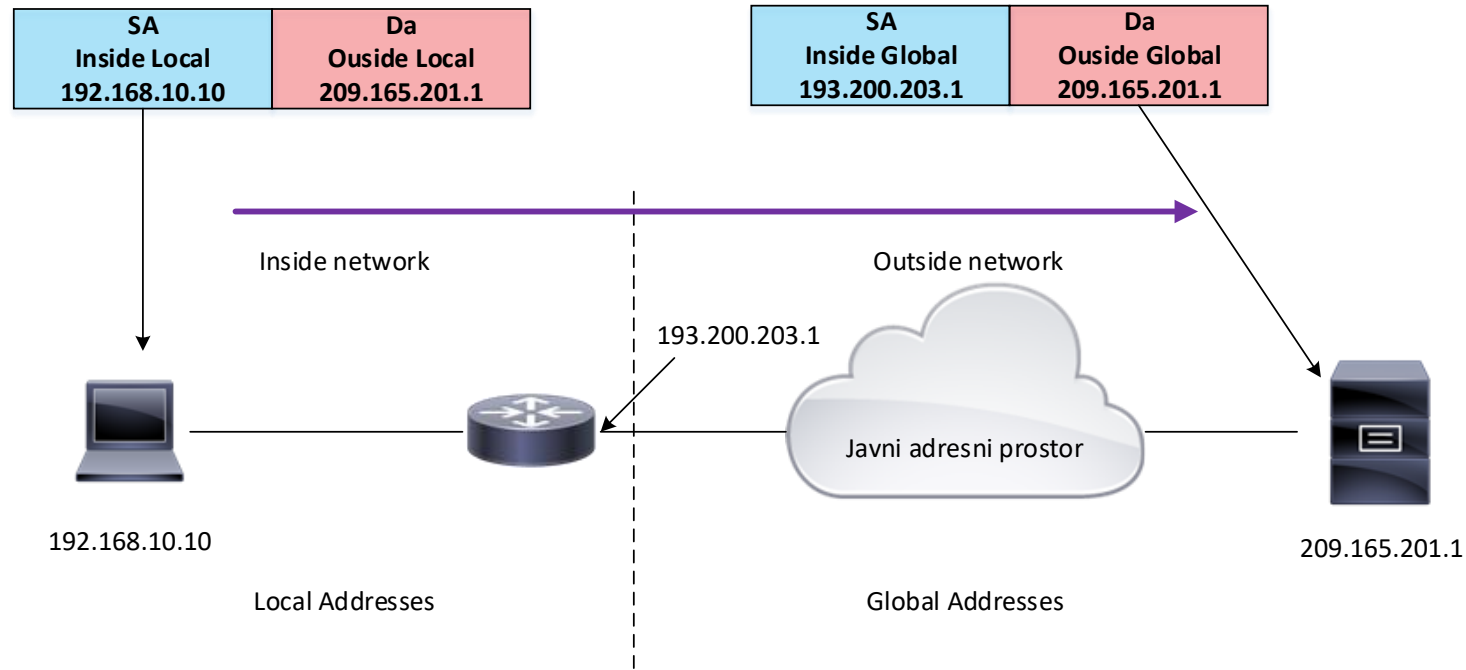 SA
Inside Local
192.168.10.10
Da
Ouside Local
209.165.201.1
SA
Inside Global
193.200.203.1
Da
Ouside Global
209.165.201.1
Inside network
Outside network
193.200.203.1
Javni adresni prostor
192.168.10.10
209.165.201.1
Local Addresses
Global Addresses